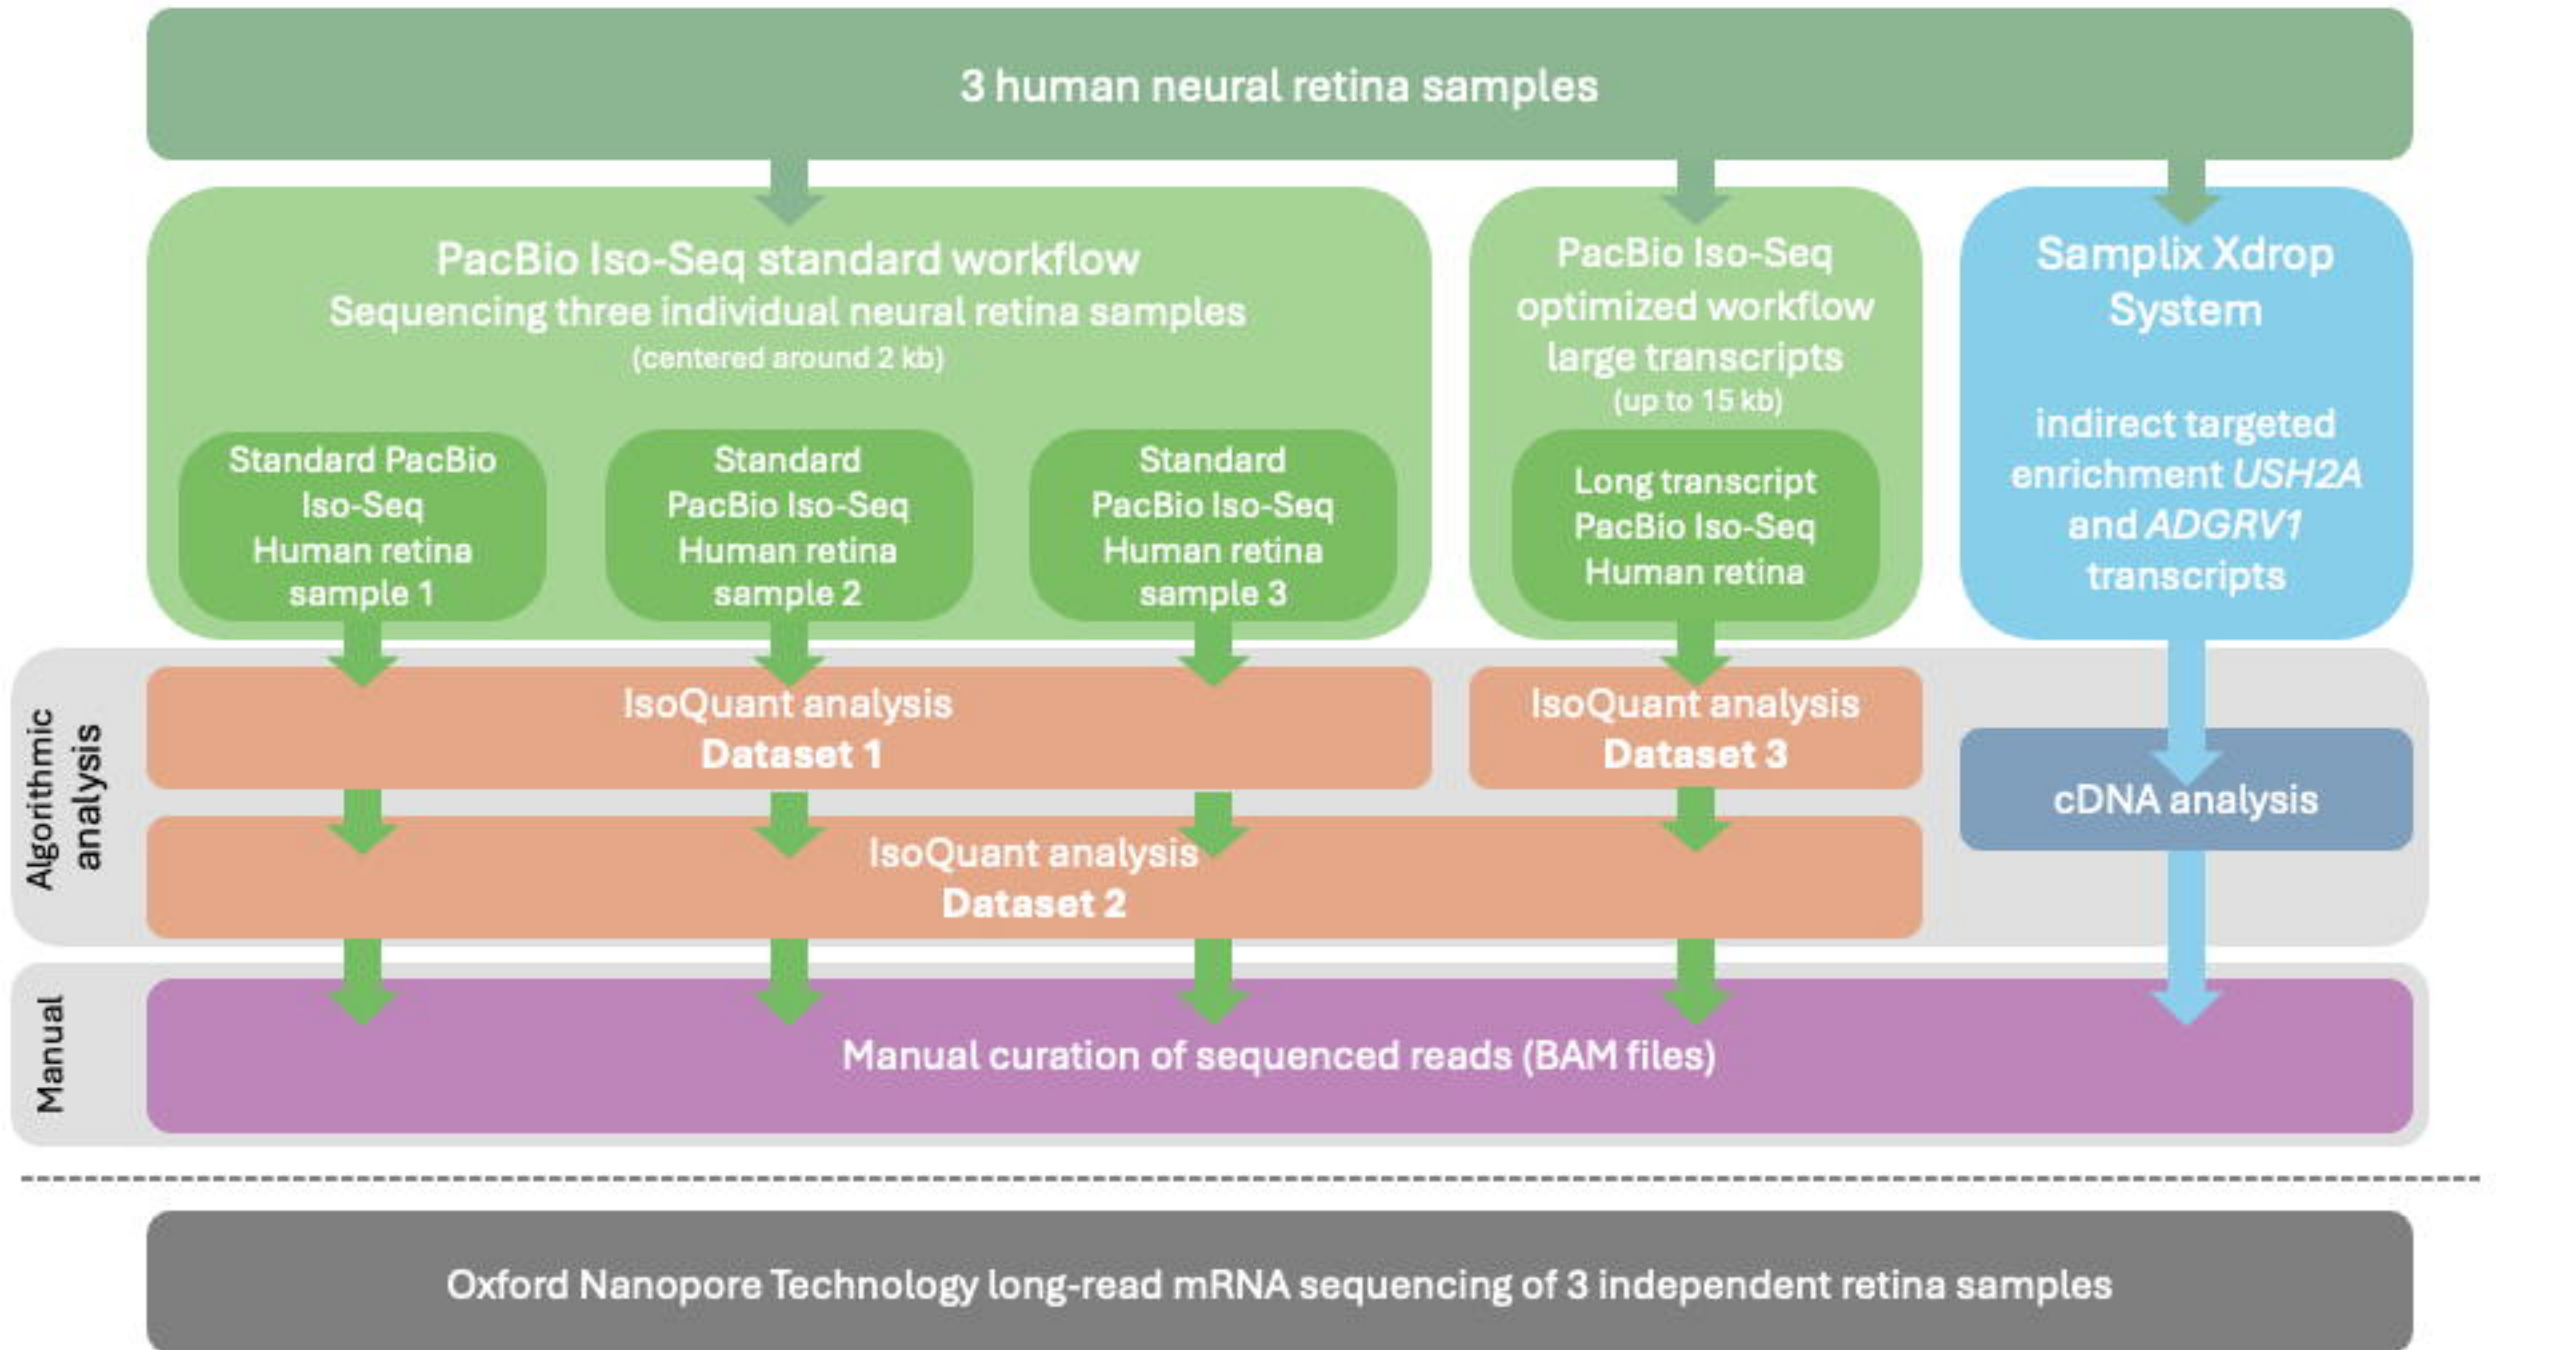 3 human neural retina samples
PacBio Iso-Seq standard workflow
Sequencing three individual neural retina samples
(centered around 2 kb)
Standard PacBio
Iso-Seq
Human retina
sample 1
Standard
PacBio Iso-Seq
Human retina
sample 2
Standard
PacBio Iso-Seq
Human retina
sample 3
PacBio Iso-Seq
optimized workflow
large transcripts
(up to 15 kb)
Long transcript
PacBio Iso-Seq
Human retina
Samplix Xdrop
System
indirect targeted
enrichment USH2A
and ADGRV1
transcripts
Algorithmic
analysis
IsoQuant analysis
Dataset 1
IsoQuant analysis
Dataset 3
cDNA analysis
IsoQuant analysis
Dataset 2
Manual
Manual curation of sequenced reads (BAM files)
Oxford Nanopore Technology long-read mRNA sequencing of 3 independent retina samples